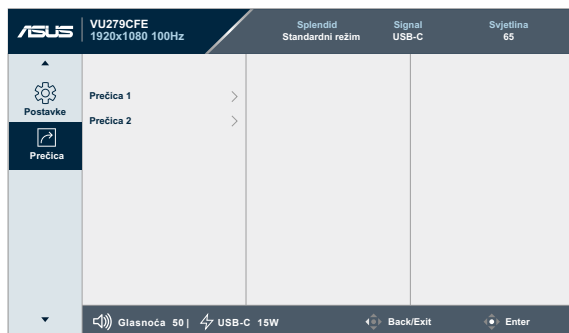 ASUS
VU279CFE
1920x1080 100Hz
Splendid
Standardni režim
Signal
USB-C
Svjetlina
65
Postavke
Prečica
Prečica 1
Prečica 2
Glasnoća 50 | USB-C 15W
Back/Exit
Enter